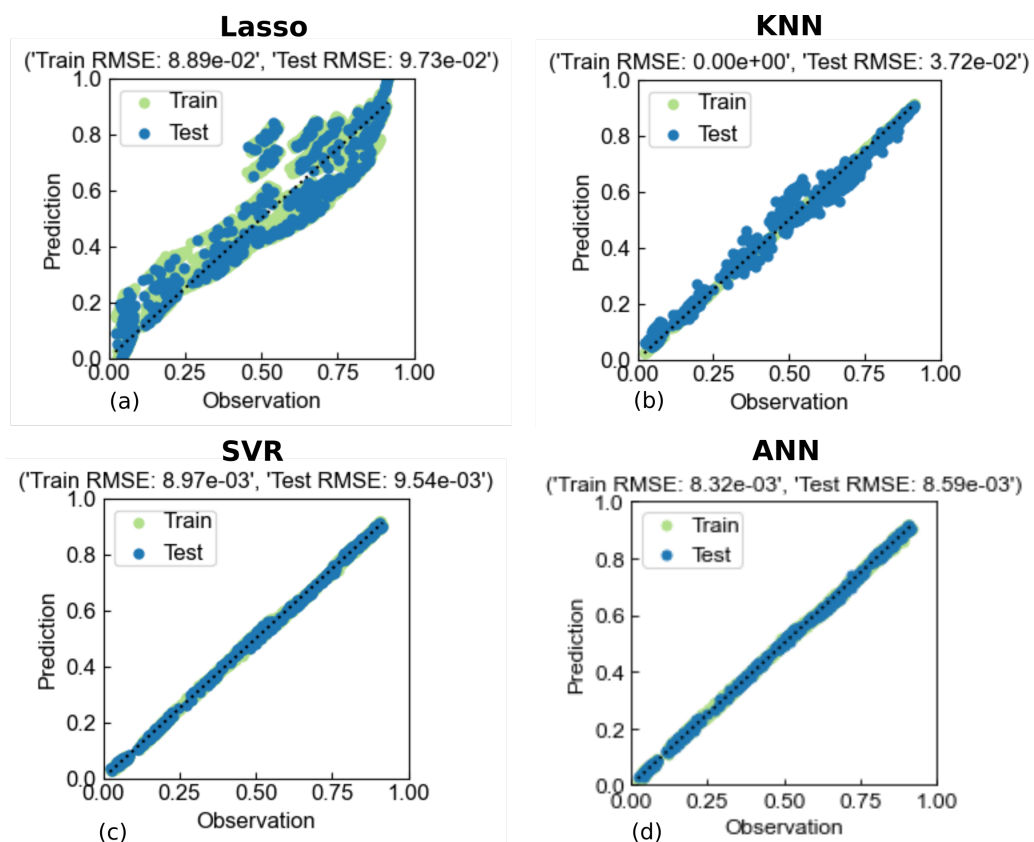 Lasso
('Train RMSE: 8.89e-02', 'Test RMSE: 9.73e-02')
1.0
0.8
0.6
0.4
0.2
0.0
Prediction
Train
Test
0.00
0.25
0.50
0.75
1.00
(a)
Observation
KNN
('Train RMSE: 0.00e+00', 'Test RMSE: 3.72e-02')
1.0
0.8
0.6
0.4
0.2
0.0
Prediction
Train
Test
0.00
0.25
0.50
0.75
1.00
(b)
Observation
SVR
('Train RMSE: 8.97e-03', 'Test RMSE: 9.54e-03')
1.0
0.8
0.6
0.4
0.2
0.0
Prediction
Train
Test
0.00
0.25
0.50
0.75
1.00
(c)
Observation
ANN
('Train RMSE: 8.32e-03', 'Test RMSE: 8.59e-03')
1.0
0.8
0.6
0.4
0.2
0.0
Prediction
Train
Test
0.00
0.25
0.50
0.75
1.00
(d)
Observation